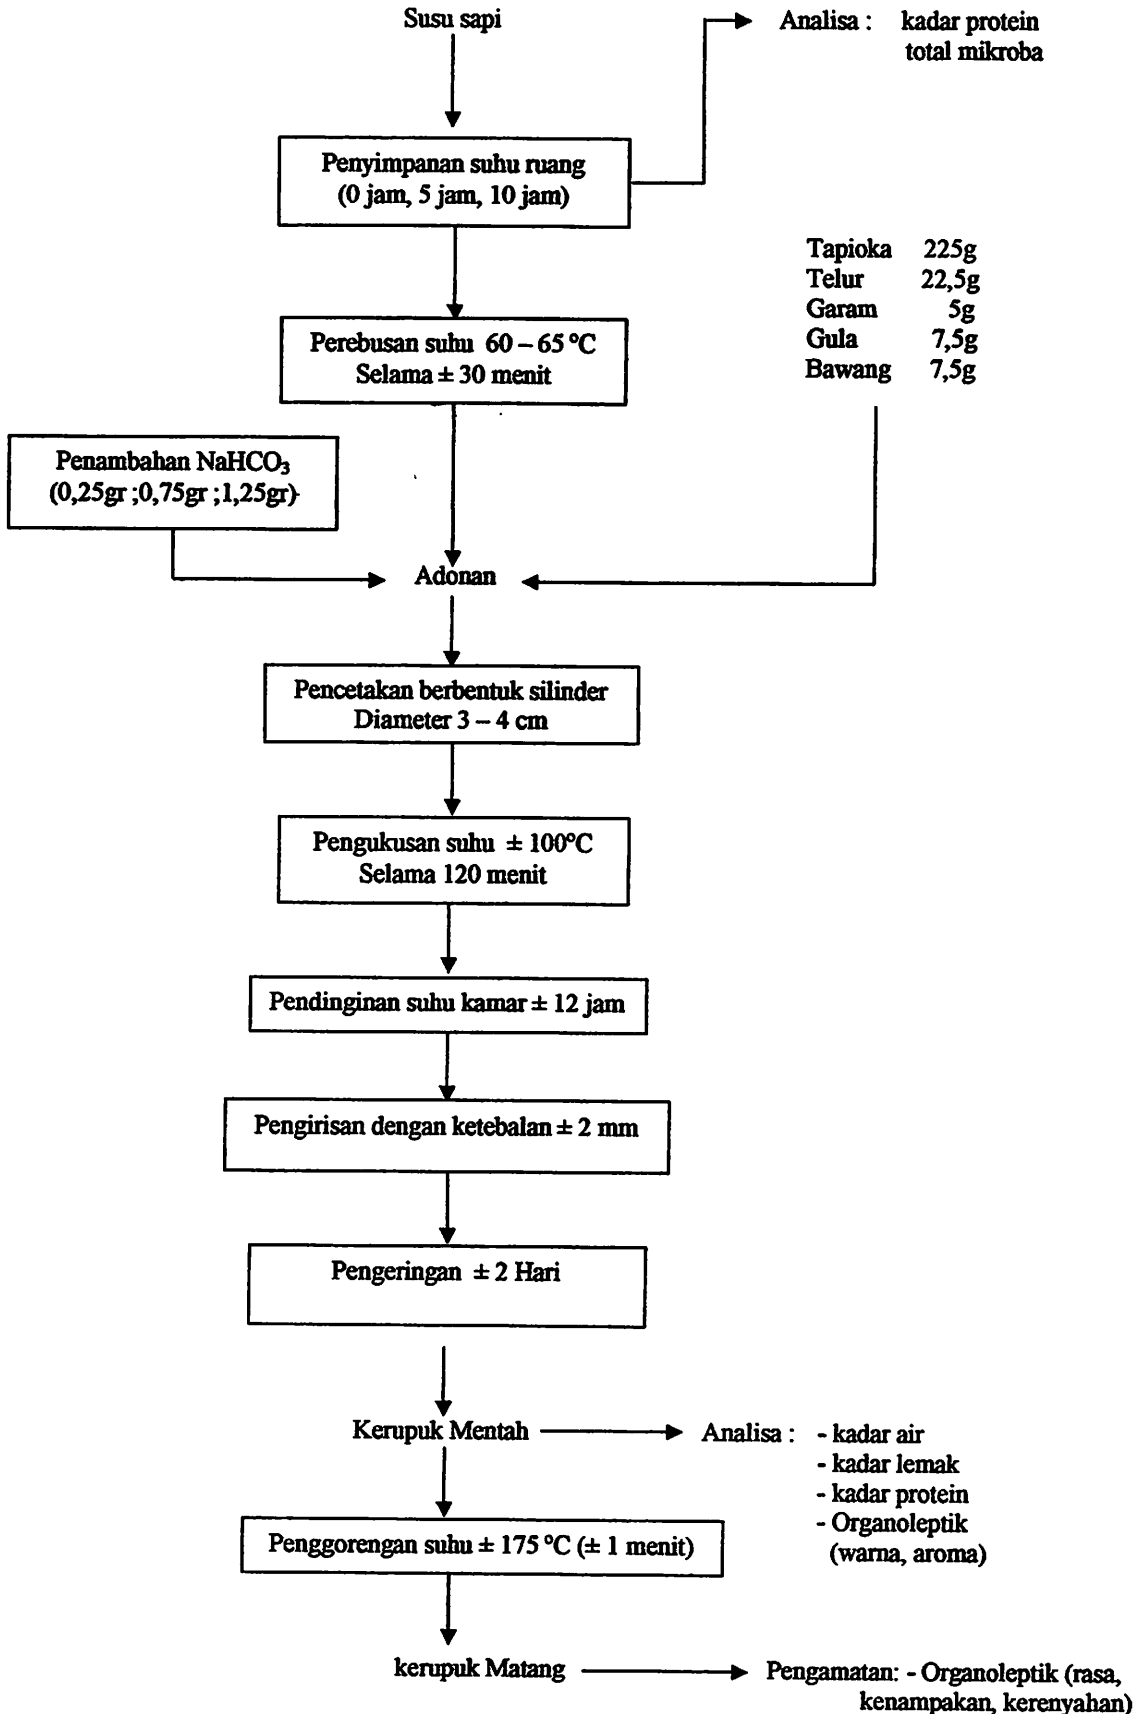 Susu sapi
Analisa : kadar protein
total mikroba
Penyimpanan suhu ruang
(0 jam, 5 jam, 10 jam)
Tapioka 225g
Telur 22,5g
Garam 5g
Gula 7,5g
Bawang 7,5g
Perebusan suhu 60 – 65 °C
Selama ± 30 menit
Penambahan NaHCO₃
(0,25gr ;0,75gr ;1,25gr)
Adonan
Pencetakan berbentuk silinder
Diameter 3 – 4 cm
Pengukusan suhu ± 100°C
Selama 120 menit
Pendinginan suhu kamar ± 12 jam
Pengirisan dengan ketebalan ± 2 mm
Pengeringan ± 2 Hari
Kerupuk Mentah
Analisa : - kadar air
- kadar lemak
- kadar protein
- Organoleptik
(warna, aroma)
Penggorengan suhu ± 175 °C (± 1 menit)
kerupuk Matang
Pengamatan: - Organoleptik (rasa,
kenampakan, kerenyahan)